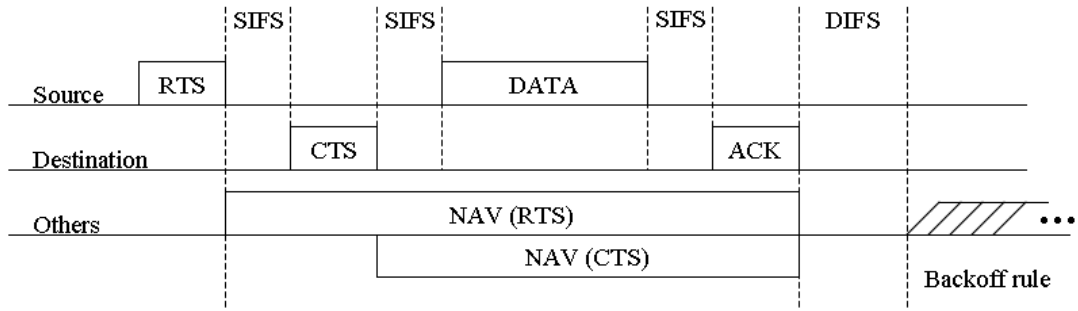 SIFS SIFS SIFS DIFS
RTS DATA
Source
CTS ACK
Destination
NAV (RTS)
Others
NAV (CTS)
Backoff rule